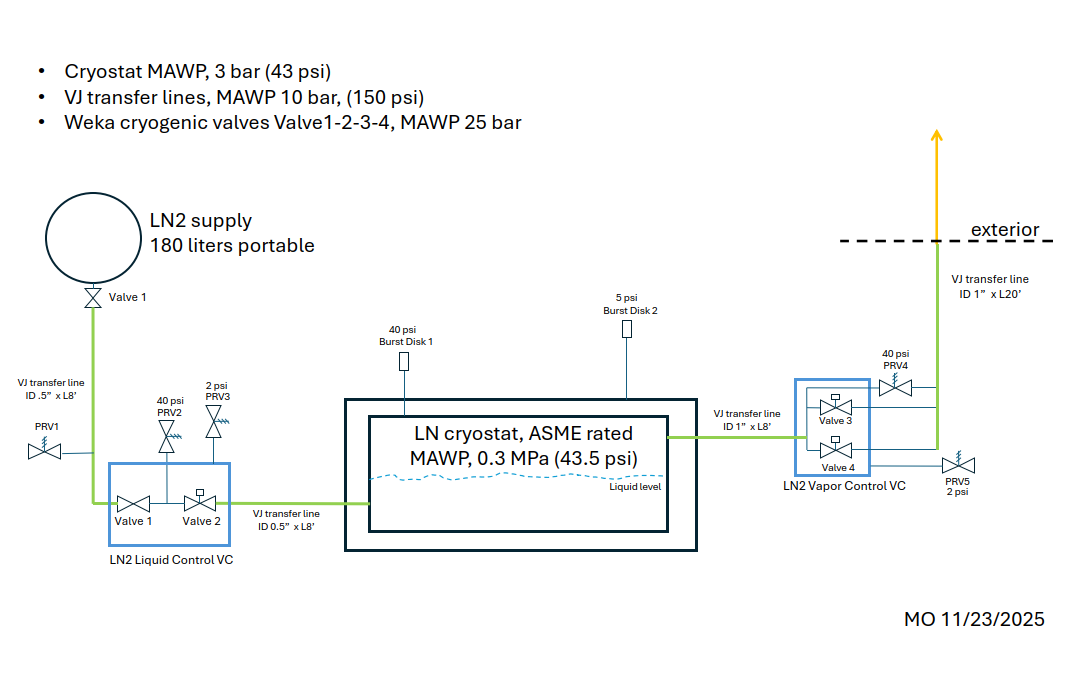 • Cryostat MAWP, 3 bar (43 psi)
• VJ transfer lines, MAWP 10 bar, (150 psi)
• Weka cryogenic valves Valve1-2-3-4, MAWP 25 bar
LN2 supply
180 liters portable
Valve 1
exterior
VJ transfer line
ID 1” x L20’
5 psi
Burst Disk 2
40 psi
Burst Disk 1
40 psi
PRV4
VJ transfer line
ID .5” x L8’
2 psi
PRV3
40 psi
PRV2
PRV1
VJ transfer line
ID 1” x L8’
Valve 3
LN cryostat, ASME rated
MAWP, 0.3 MPa (43.5 psi)
Liquid level
Valve 4
LN2 Vapor Control VC
PRV5
2 psi
Valve 1
Valve 2
VJ transfer line
ID 0.5” x L8’
LN2 Liquid Control VC
MO 11/23/2025